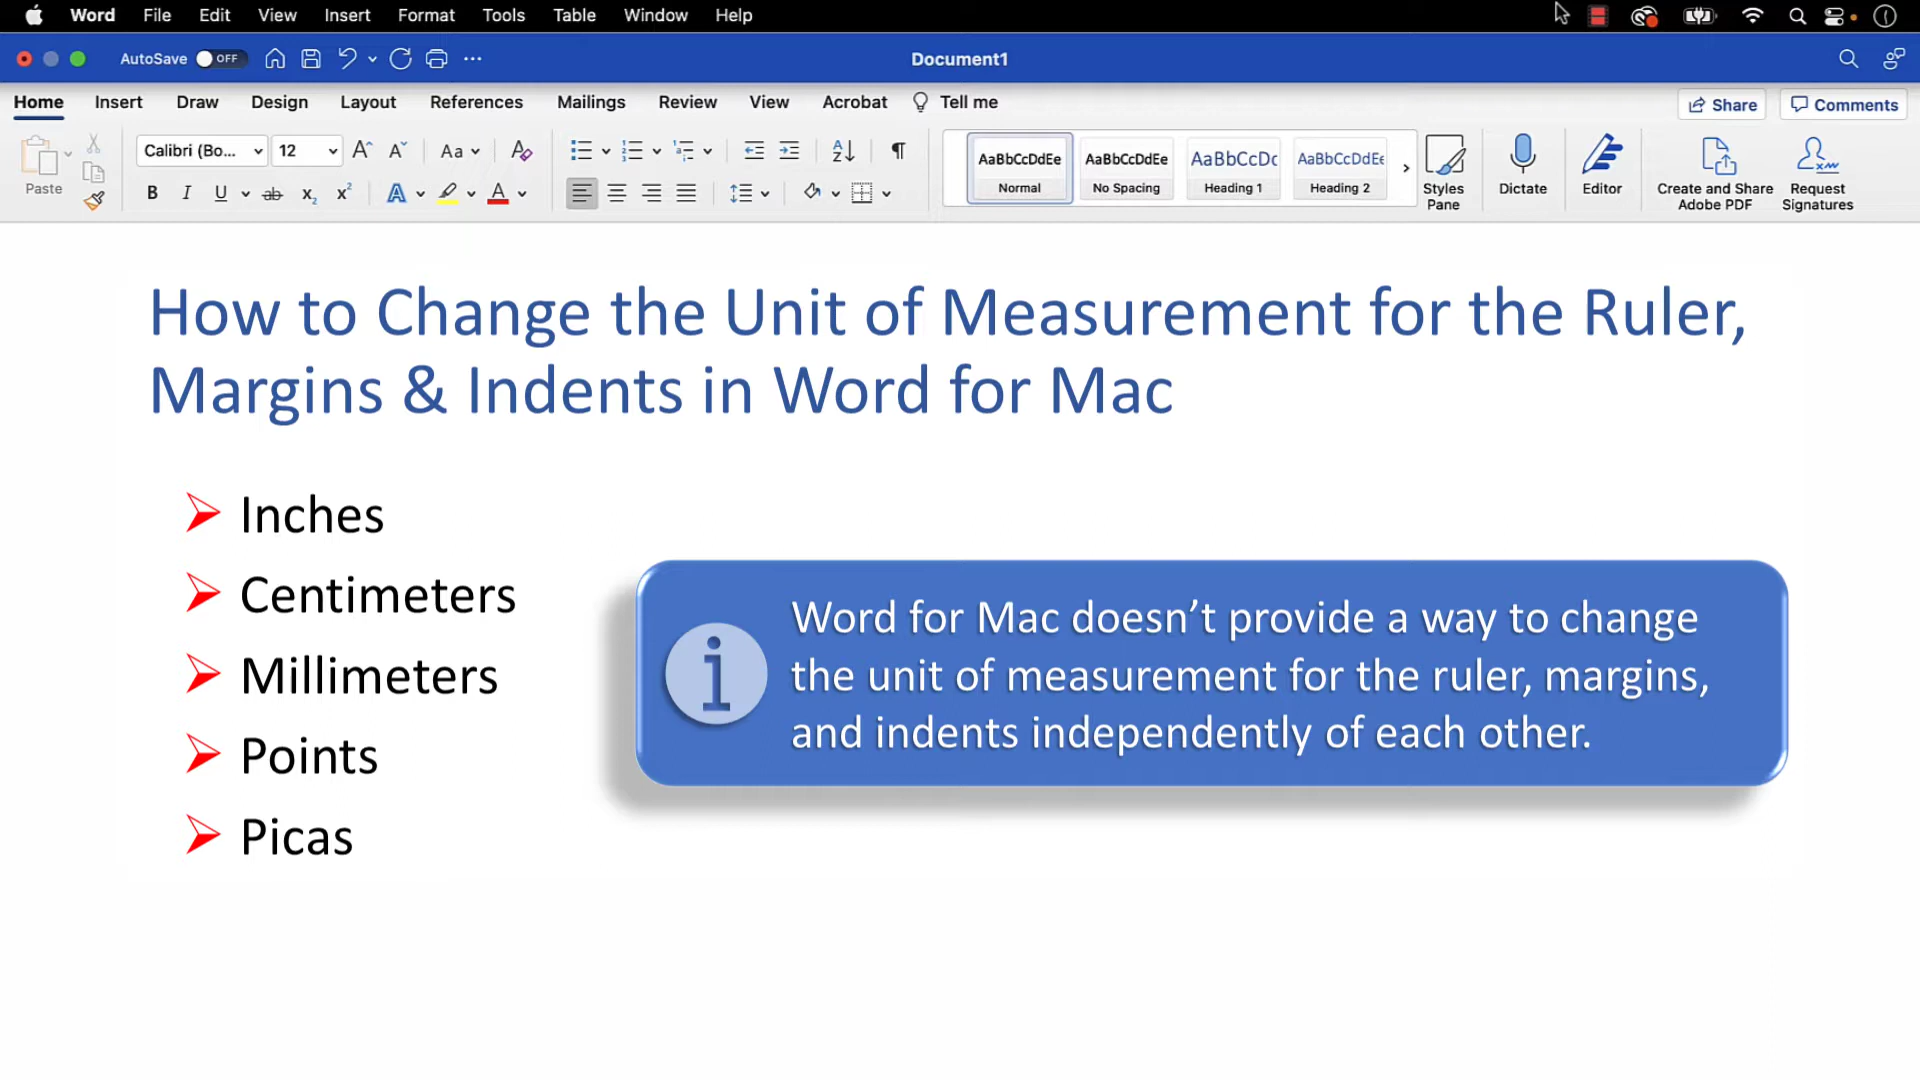 Word File Edit View Insert Format Tools Table Window Help
AutoSave OFF Document1
Home Insert Draw Design Layout References Mailings Review View Acrobat Tell me Share Comments
Calibri (Bo... 12 Aa
Paste
B I U ab x₂ x² A A
AaBbCcDdEe AaBbCcDdEe AaBbCcDc AaBbCcDdEe
Normal No Spacing Heading 1 Heading 2
Styles Pane
Dictate
Editor
Create and Share Adobe PDF
Request Signatures
How to Change the Unit of Measurement for the Ruler,
Margins & Indents in Word for Mac
Inches
Centimeters
Millimeters
Points
Picas
Word for Mac doesn’t provide a way to change
the unit of measurement for the ruler, margins,
and indents independently of each other.